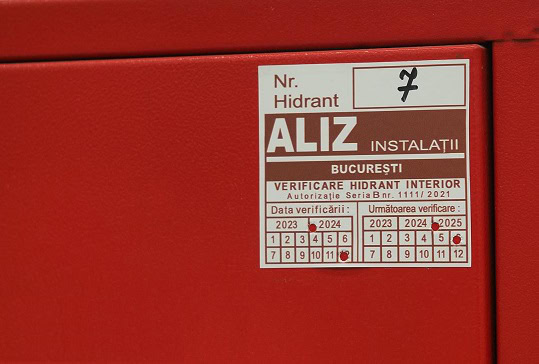 Nr. 7
Hidrant
ALIZ INSTALAȚII
BUCUREȘTI
VERIFICARE HIDRANT INTERIOR
Autorizație Seria B nr. 1111/2021
Data verificării :
2023 2024
1 2 3 4 5 6
7 8 9 10 11 12
Următoarea verificare :
2023 2024 2025
1 2 3 4 5 6
7 8 9 10 11 12